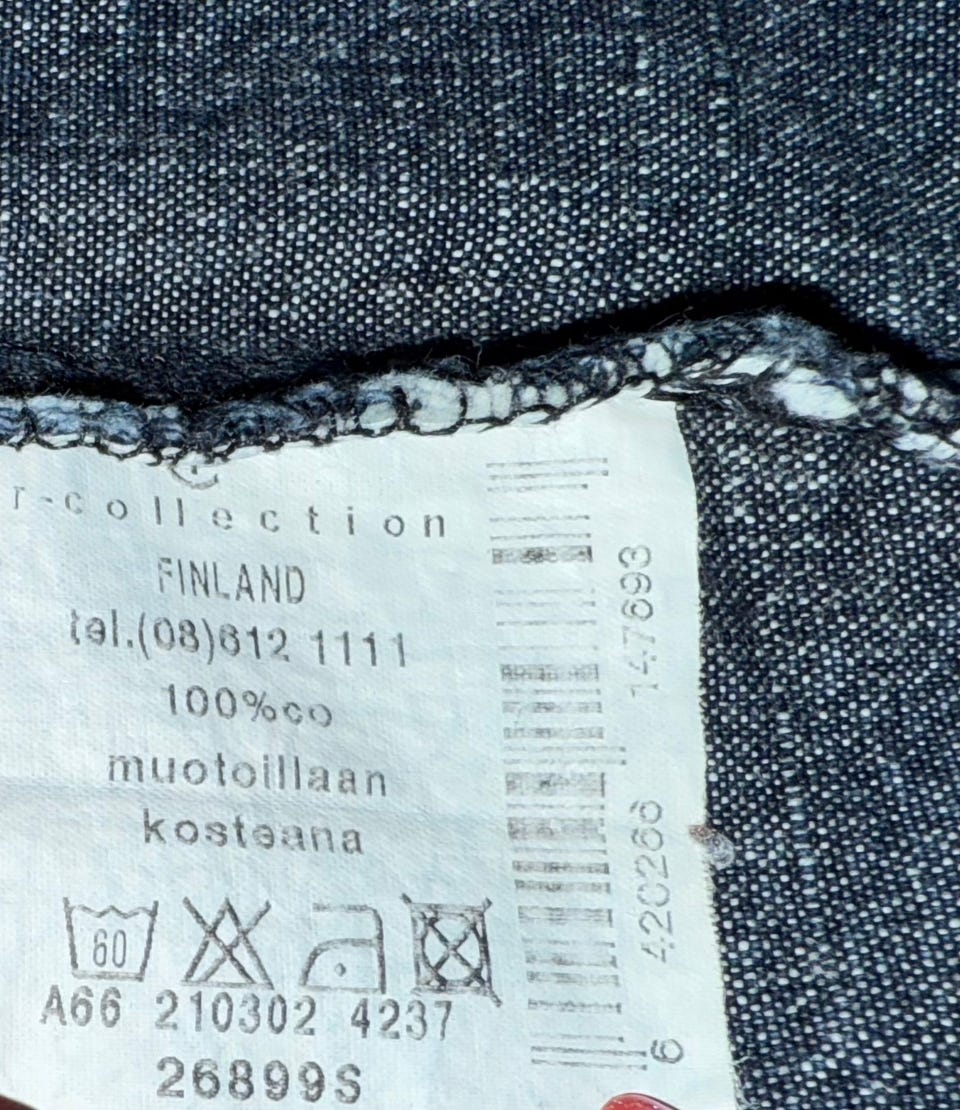 r-collection
FINLAND
tel.(08)612 1111
100%co
muotoillaan
kosteana
60
A66 210302 4237
26899S
6 420266 147693